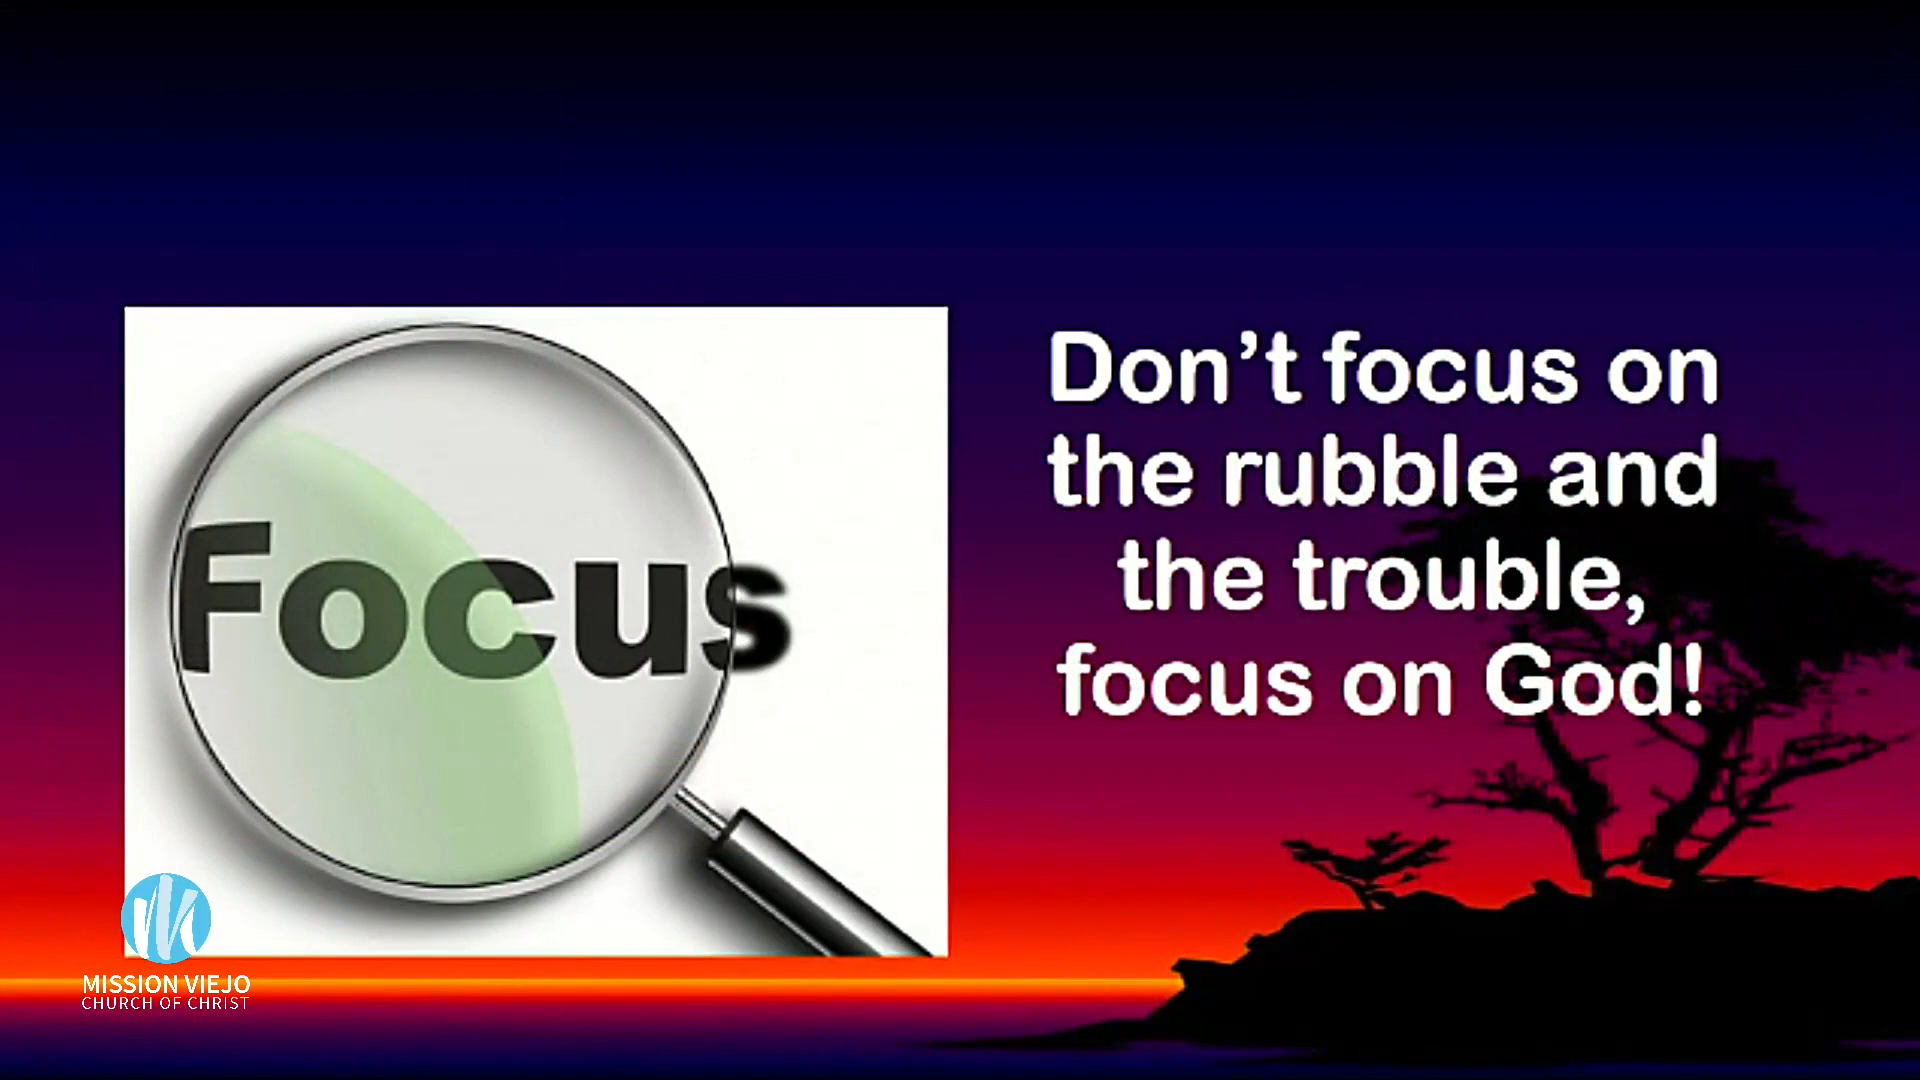 Focus
Don’t focus on
the rubble and
the trouble,
focus on God!
MISSION VIEJO
CHURCH OF CHRIST